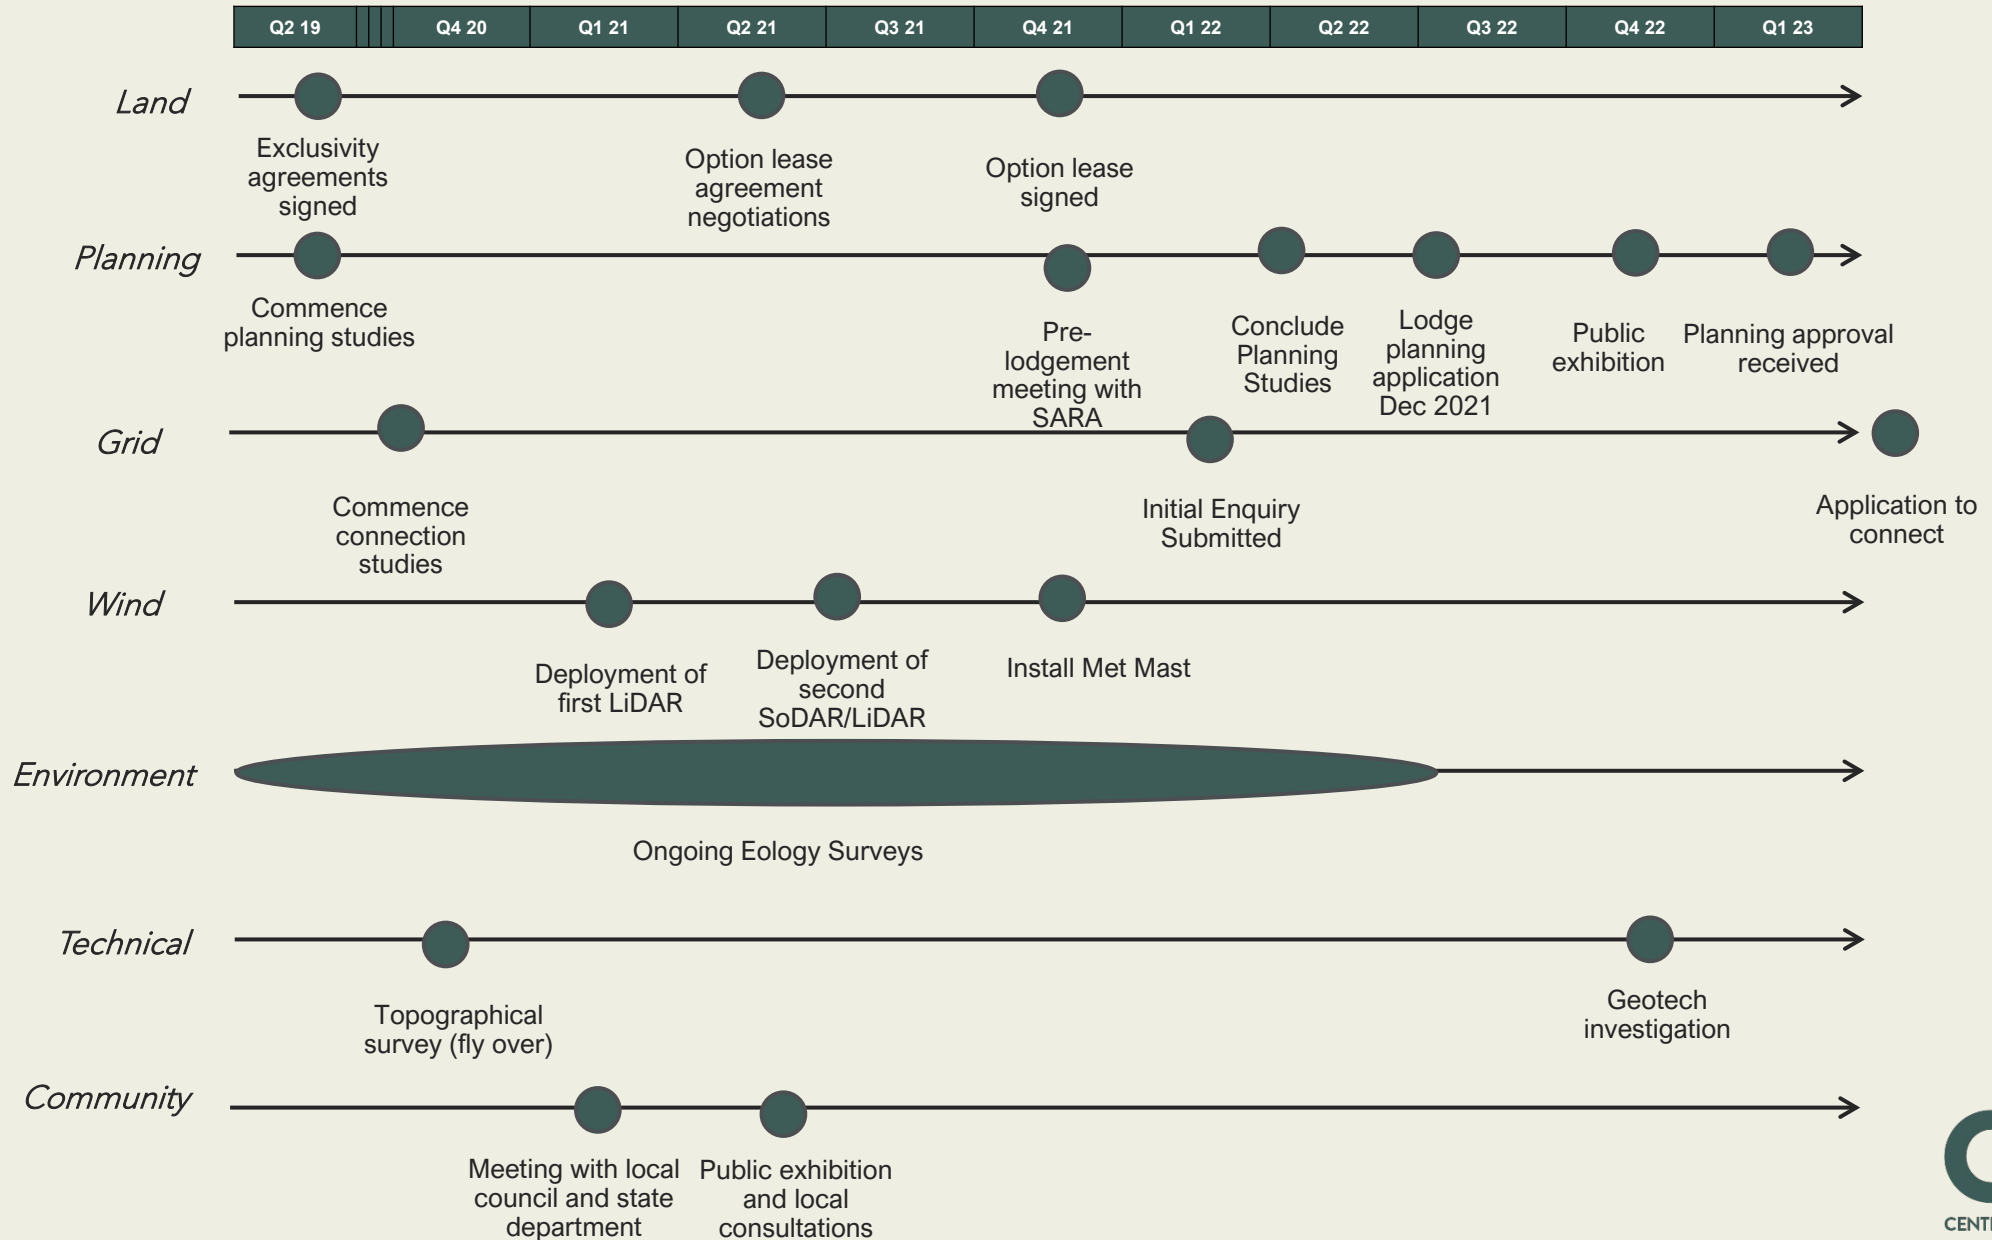 Q2 19
Q4 20
Q1 21
Q2 21
Q3 21
Q4 21
Q1 22
Q2 22
Q3 22
Q4 22
Q1 23
Land
Exclusivity
agreements
signed
Option lease
agreement
negotiations
Option lease
signed
Planning
Commence
planning studies
Pre-
lodgement
meeting with
SARA
Conclude
Planning
Studies
Lodge
planning
application
Dec 2021
Public
exhibition
Planning approval
received
Grid
Commence
connection
studies
Initial Enquiry
Submitted
Application to
connect
Wind
Deployment of
first LiDAR
Deployment of
second
SoDAR/LiDAR
Install Met Mast
Environment
Ongoing Eology Surveys
Technical
Topographical
survey (fly over)
Geotech
investigation
Community
Meeting with local
council and state
department
Public exhibition
and local
consultations